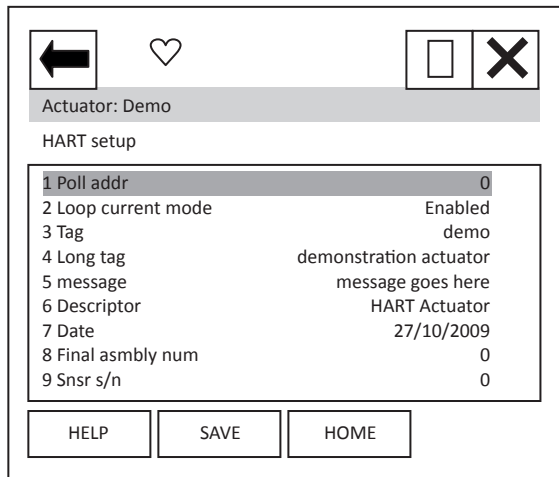 Actuator: Demo
HART setup
1 Poll addr 0
2 Loop current mode Enabled
3 Tag demo
4 Long tag demonstration actuator
5 message message goes here
6 Descriptor HART Actuator
7 Date 27/10/2009
8 Final asmbly num 0
9 Snsr s/n 0
HELP SAVE HOME